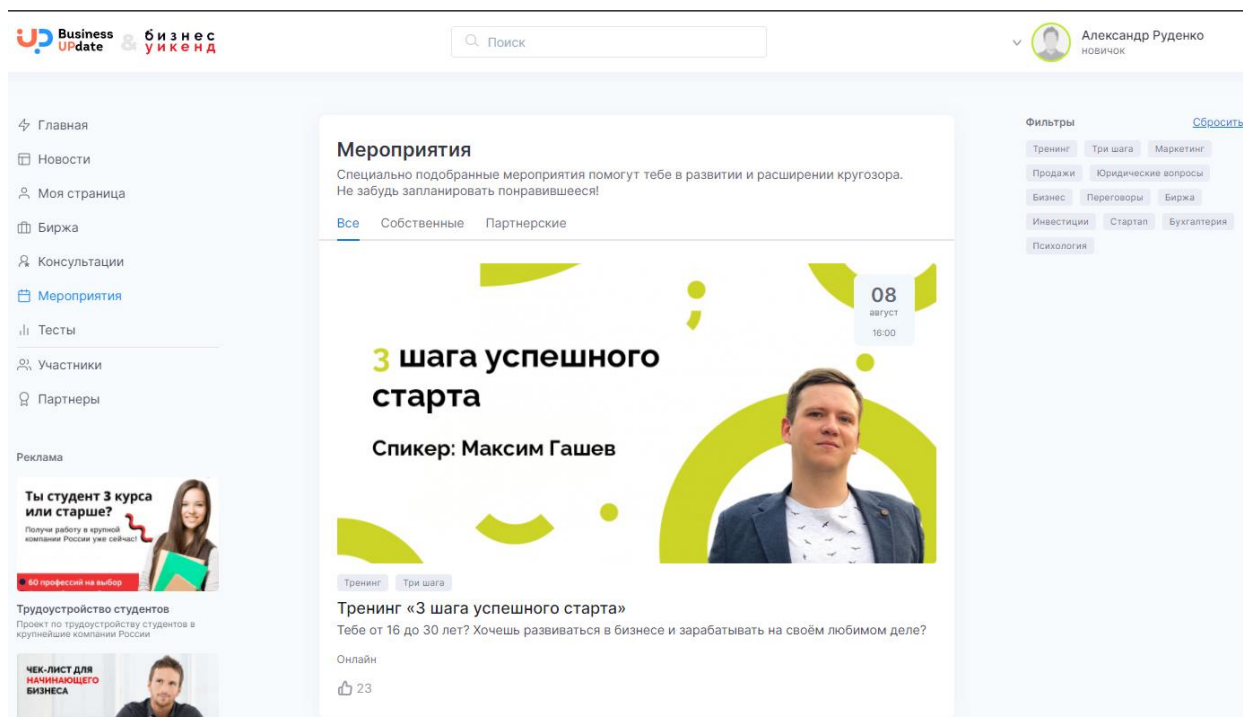 Business
UPdate
&
бизнес
уикенд
Поиск
Александр Руденко
новичок
Главная
Новости
Моя страница
Биржа
Консультации
Мероприятия
Тесты
Участники
Партнеры
Реклама
Ты студент 3 курса
или старше?
Получи работу в крупной
компании России уже сейчас!
60 профессий на выбор
Трудоустройство студентов
Проект по трудоустройству студентов в
крупнейшие компании России
ЧЕК-ЛИСТ ДЛЯ
НАЧИНАЮЩЕГО
БИЗНЕСА
Мероприятия
Специально подобранные мероприятия помогут тебе в развитии и расширении кругозора.
Не забудь запланировать понравившееся!
Все Собственные Партнерские
08
август
16:00
3 шага успешного
старта
Спикер: Максим Гашев
Тренинг Три шага
Тренинг «3 шага успешного старта»
Тебе от 16 до 30 лет? Хочешь развиваться в бизнесе и зарабатывать на своём любимом деле?
Онлайн
23
Фильтры Сбросить
Тренинг Три шага Маркетинг
Продажи Юридические вопросы
Бизнес Переговоры Биржа
Инвестиции Стартап Бухгалтерия
Психология